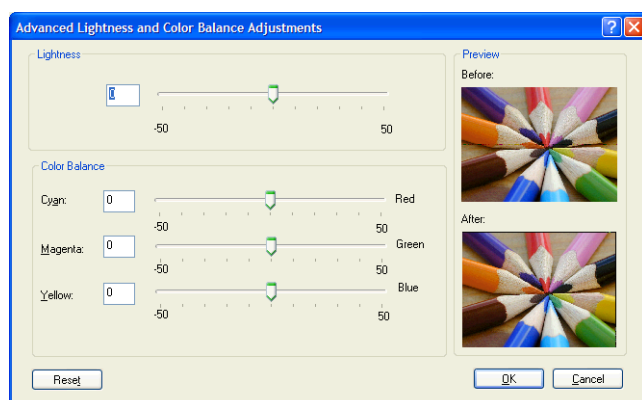 Advanced Lightness and Color Balance Adjustments
Lightness
0
-50 50
Color Balance
Cyan: 0 Red
-50 50
Magenta: 0 Green
-50 50
Yellow: 0 Blue
-50 50
Preview
Before:
After:
Reset
OK Cancel